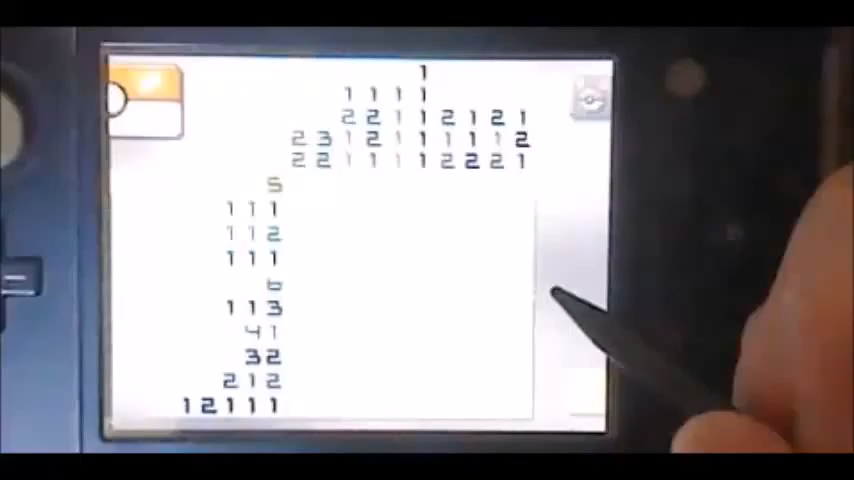 1
1 1 1 1
2 2 1 1 2 1 2 1
2 3 1 2 1 1 1 1 1 2
2 2 1 1 1 1 2 2 2 1
5
1 1 1
1 1 2
1 1 1
6
1 1 3
4 1
3 2
2 1 2
1 2 1 1 1